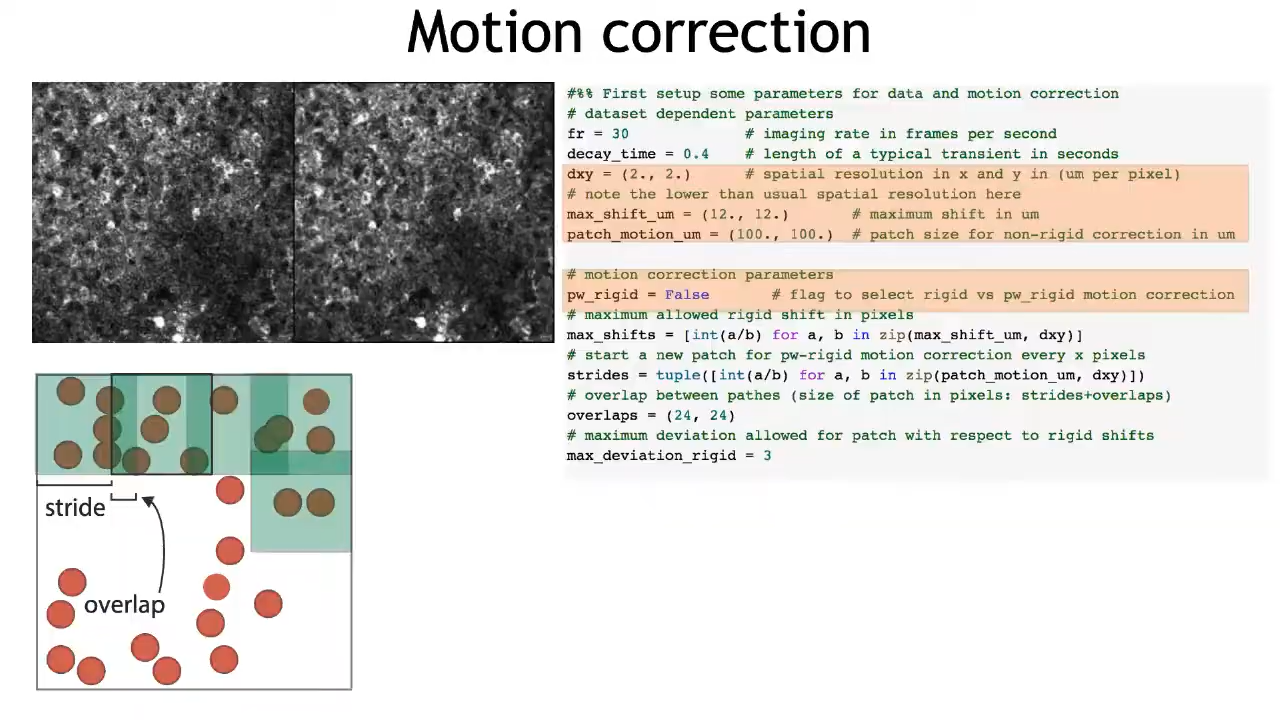 Motion correction
#%% First setup some parameters for data and motion correction
# dataset dependent parameters
fr = 30 # imaging rate in frames per second
decay_time = 0.4 # length of a typical transient in seconds
dxy = (2., 2.) # spatial resolution in x and y in (um per pixel)
# note the lower than usual spatial resolution here
max_shift_um = (12., 12.) # maximum shift in um
patch_motion_um = (100., 100.) # patch size for non-rigid correction in um
# motion correction parameters
pw_rigid = False # flag to select rigid vs pw_rigid motion correction
# maximum allowed rigid shift in pixels
max_shifts = [int(a/b) for a, b in zip(max_shift_um, dxy)]
# start a new patch for pw-rigid motion correction every x pixels
strides = tuple([int(a/b) for a, b in zip(patch_motion_um, dxy)])
# overlap between pathes (size of patch in pixels: strides+overlaps)
overlaps = (24, 24)
# maximum deviation allowed for patch with respect to rigid shifts
max_deviation_rigid = 3
stride
overlap